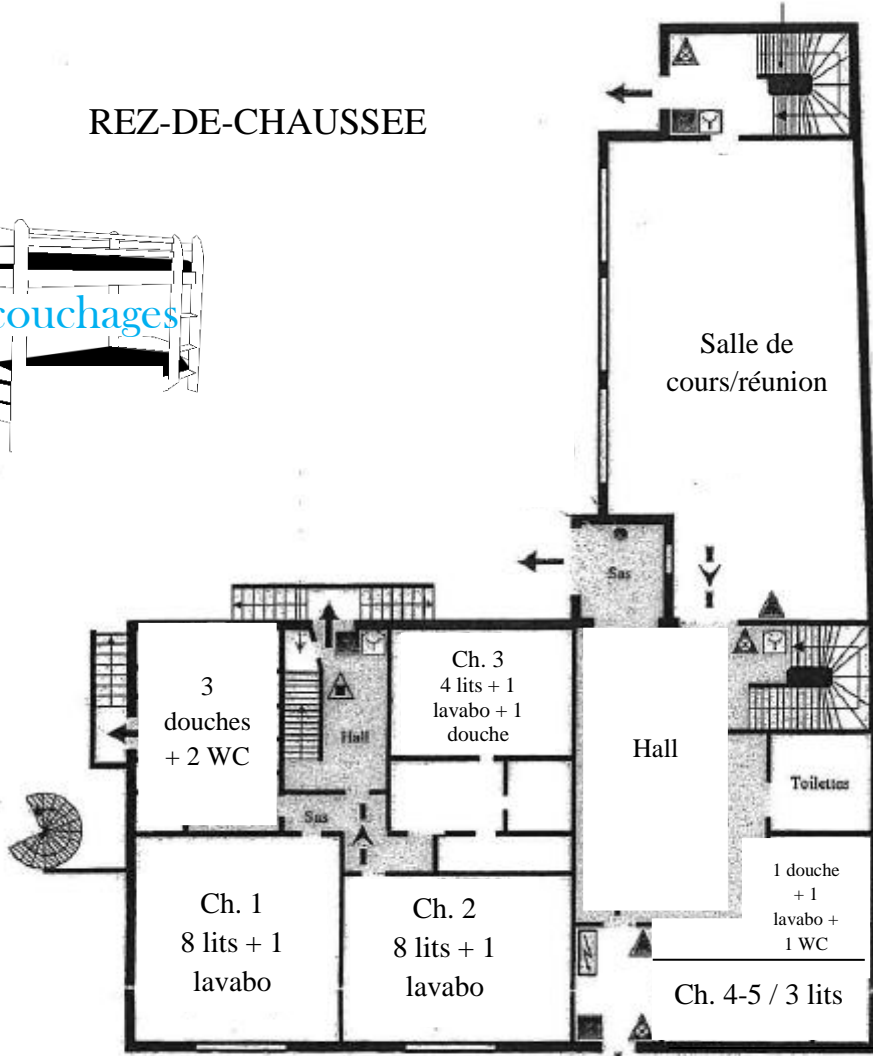 REZ-DE-CHAUSSEE
couchages
Salle de
cours/réunion
Sas
3
douches
+ 2 WC
Hall
Ch. 3
4 lits + 1
lavabo + 1
douche
Hall
Toilettes
Sas
Ch. 1
8 lits + 1
lavabo
Ch. 2
8 lits + 1
lavabo
1 douche
+ 1
lavabo +
1 WC
Ch. 4-5 / 3 lits